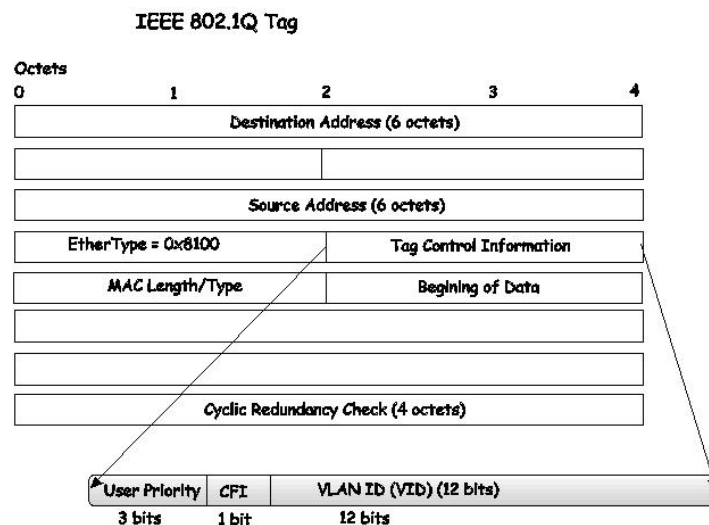 IEEE 802.1Q Tag
Octets
0 1 2 3 4
Destination Address (6 octets)
Source Address (6 octets)
EtherType = 0x8100 Tag Control Information
MAC Length/Type Begining of Data
Cyclic Redundancy Check (4 octets)
User Priority CFI VLAN ID (VID) (12 bits)
3 bits 1 bit 12 bits